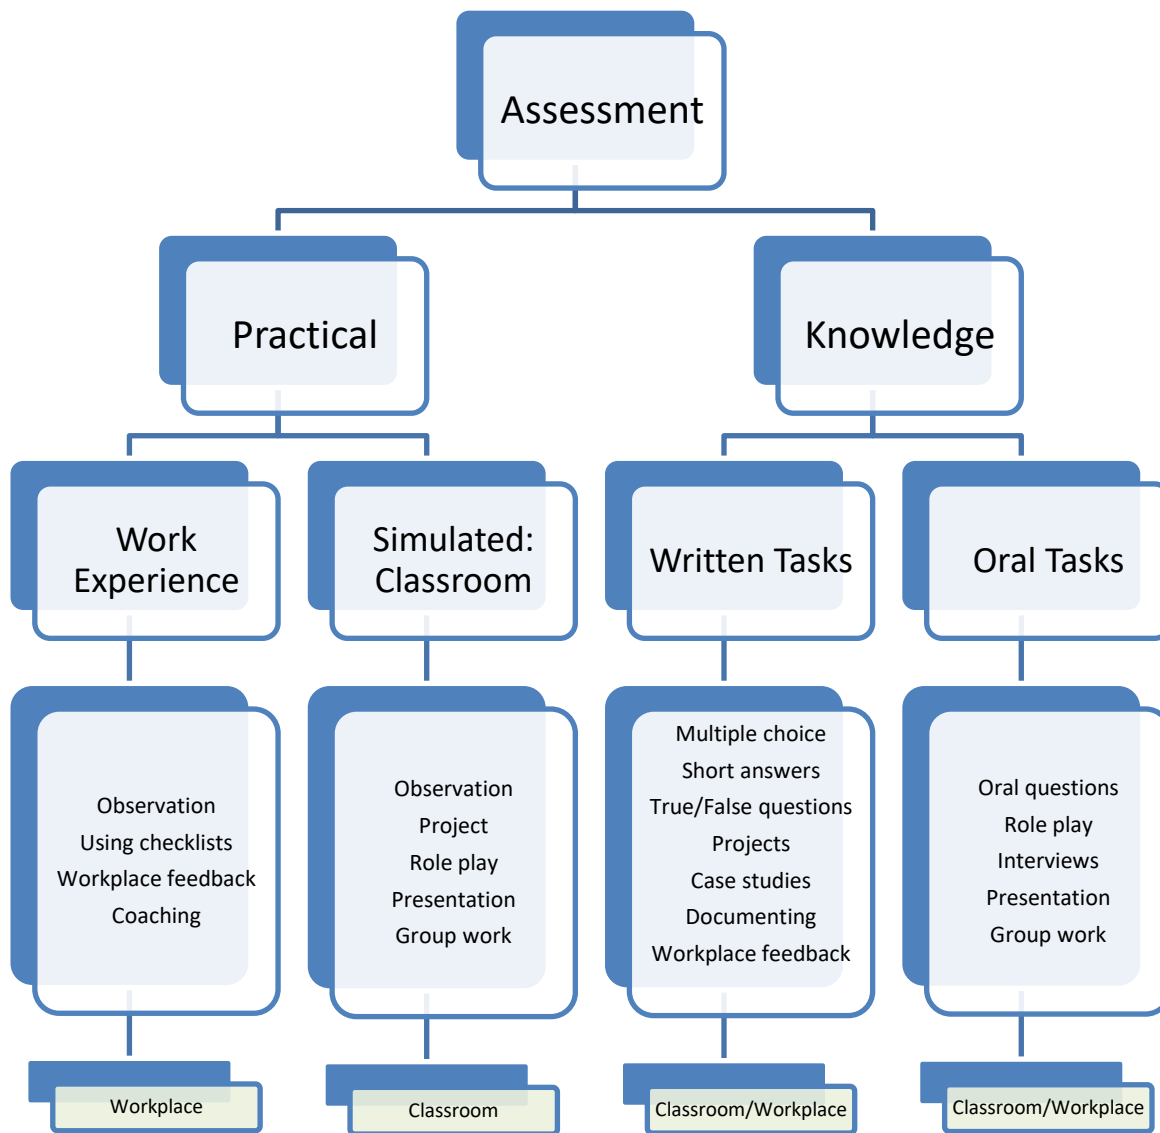 Assessment
Practical
Knowledge
Work
Experience
Simulated:
Classroom
Written Tasks
Oral Tasks
Observation
Using checklists
Workplace feedback
Coaching
Observation
Project
Role play
Presentation
Group work
Multiple choice
Short answers
True/False questions
Projects
Case studies
Documenting
Workplace feedback
Oral questions
Role play
Interviews
Presentation
Group work
Workplace
Classroom
Classroom/Workplace
Classroom/Workplace